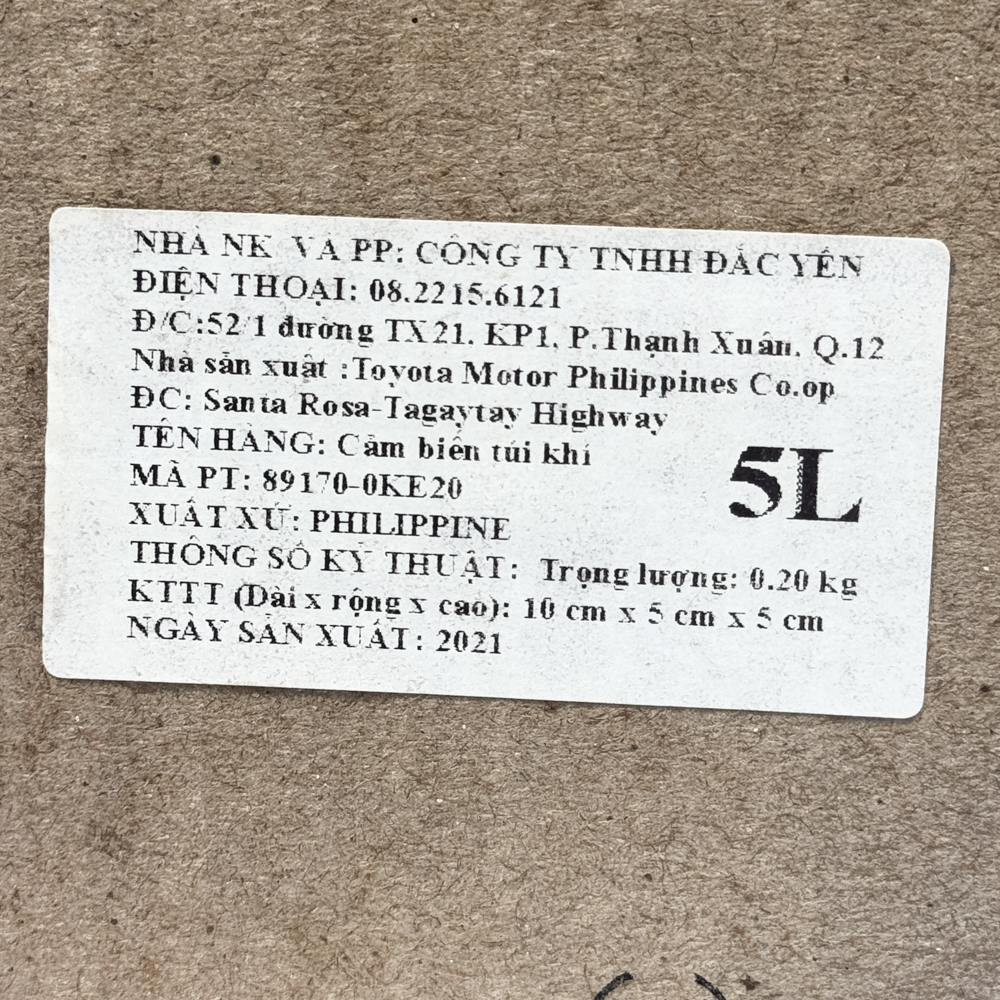 NHÀ NK VÀ PP: CÔNG TY TNHH ĐẮC YẾN
ĐIỆN THOẠI: 08.2215.6121
Đ/C:52/1 đường TX21, KP1, P.Thạnh Xuân, Q.12
Nhà sản xuất :Toyota Motor Philippines Co.op
ĐC: Santa Rosa-Tagaytay Highway
TÊN HÀNG: Cảm biến túi khí
MÃ PT: 89170-0KE20
5L
XUẤT XỨ: PHILIPPINE
THÔNG SỐ KỸ THUẬT: Trọng lượng: 0.20 kg
KTTT (Dài x rộng x cao): 10 cm x 5 cm x 5 cm
NGÀY SẢN XUẤT: 2021